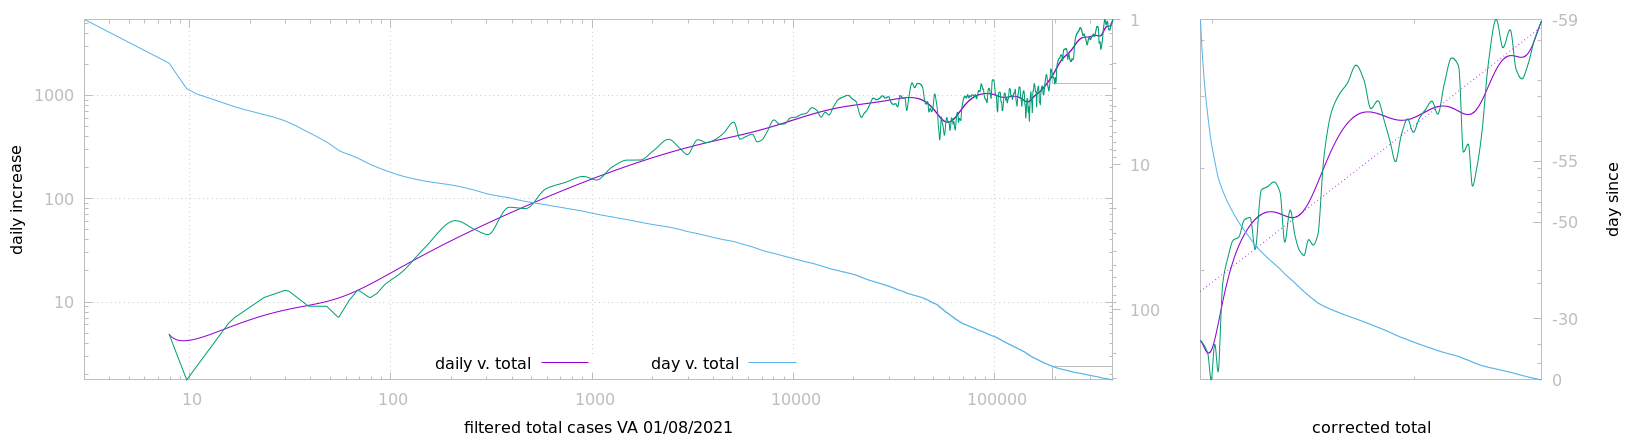 daily increase
1000
100
10
10
100
1000
10000
100000
filtered total cases VA 01/08/2021
daily v. total
day v. total
1
10
100
corrected total
-59
-55
-50
-30
0
day since